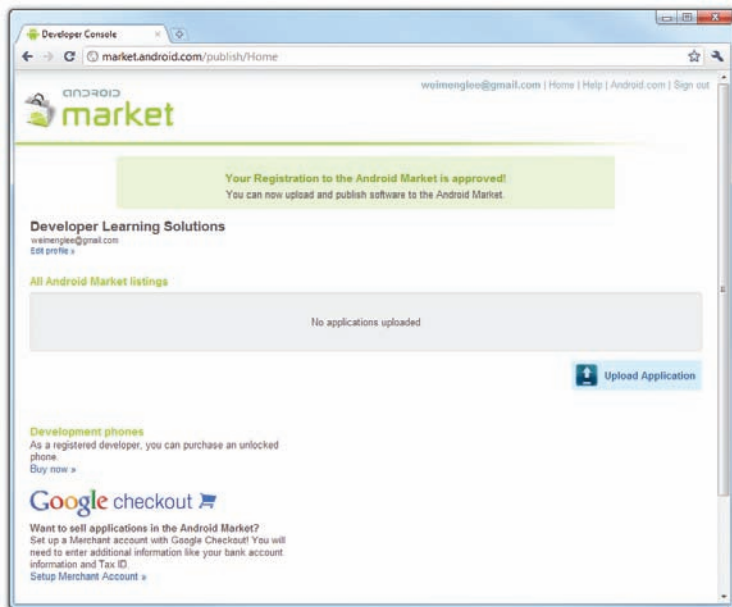 Developer Console
market.android.com/publish/Home
weimenglee@gmail.com | Home | Help | Android.com | Sign out
ANDROID
market
Your Registration to the Android Market is approved!
You can now upload and publish software to the Android Market.
Developer Learning Solutions
weimenglee@gmail.com
Edit profile »
All Android Market listings
No applications uploaded
Upload Application
Development phones
As a registered developer, you can purchase an unlocked
phone.
Buy now »
Google checkout
Want to sell applications in the Android Market?
Set up a Merchant account with Google Checkout! You will
need to enter additional information like your bank account
information and Tax ID.
Setup Merchant Account »